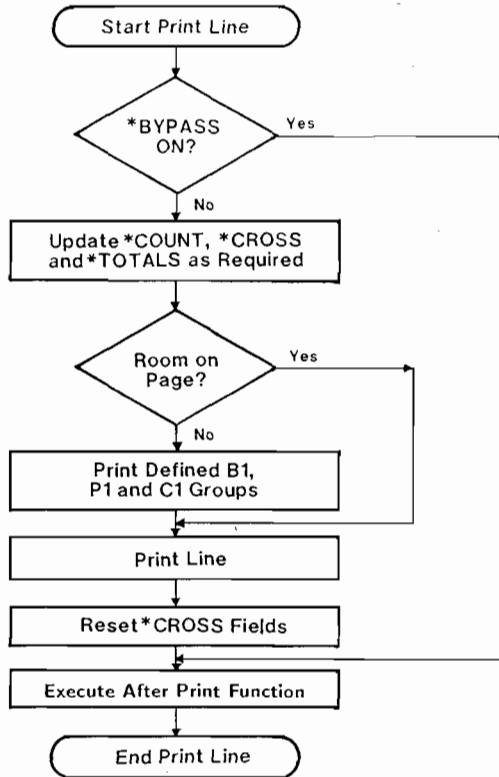 Start Print Line
*BYPASS
ON?
Yes
No
Update *COUNT, *CROSS
and *TOTALS as Required
Room on
Page?
Yes
No
Print Defined B1,
P1 and C1 Groups
Print Line
Reset *CROSS Fields
Execute After Print Function
End Print Line